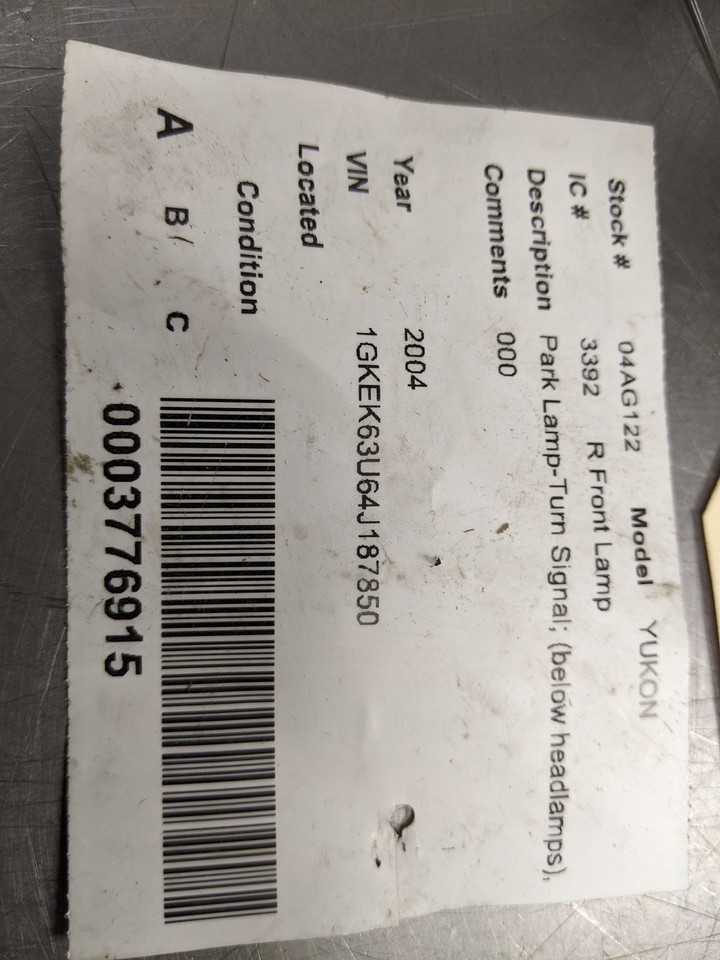 Stock # 04AG122 Model YUKON
IC # 3392 R Front Lamp
Description Park Lamp-Turn Signal; (below headlamps),
Comments 000
Year 2004
VIN 1GKEK63U64J187850
Located
Condition
A B/ C
0003776915